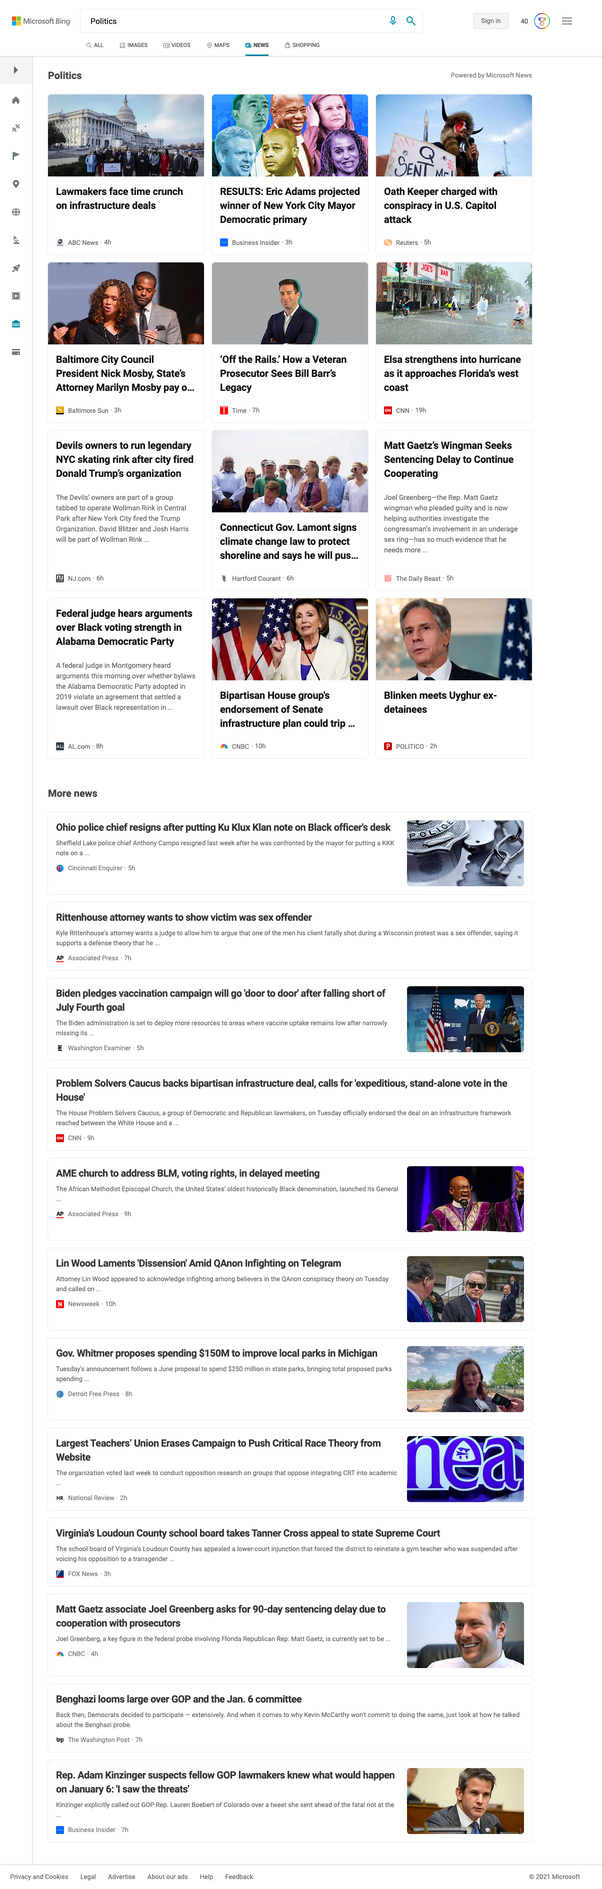 Microsoft Bing
Politics
Sign in
40
ALL
IMAGES
VIDEOS
MAPS
NEWS
SHOPPING
Politics
Powered by Microsoft News
Lawmakers face time crunch
on infrastructure deals
ABC News · 4h
RESULTS: Eric Adams projected
winner of New York City Mayor
Democratic primary
Business Insider · 3h
Q
SENT ME!
Oath Keeper charged with
conspiracy in U.S. Capitol
attack
Reuters · 5h
Baltimore City Council
President Nick Mosby, State's
Attorney Marilyn Mosby pay o...
Baltimore Sun · 3h
'Off the Rails.' How a Veteran
Prosecutor Sees Bill Barr's
Legacy
Time · 7h
JOE'S
BAR
Elsa strengthens into hurricane
as it approaches Florida's west
coast
CNN · 19h
Devils owners to run legendary
NYC skating rink after city fired
Donald Trump's organization
The Devils' owners are part of a group
tabbed to operate Wollman Rink in Central
Park after New York City fired the Trump
Organization. David Blitzer and Josh Harris
will be part of Wollman Rink ...
NJ.com · 6h
Connecticut Gov. Lamont signs
climate change law to protect
shoreline and says he will pus...
Hartford Courant · 6h
Matt Gaetz's Wingman Seeks
Sentencing Delay to Continue
Cooperating
Joel Greenberg—the Rep. Matt Gaetz
wingman who pleaded guilty and is now
helping authorities investigate the
congressman's involvement in an underage
sex ring—has so much evidence that he
needs more ...
The Daily Beast · 5h
Federal judge hears arguments
over Black voting strength in
Alabama Democratic Party
A federal judge in Montgomery heard
arguments this morning over whether bylaws
the Alabama Democratic Party adopted in
2019 violate an agreement that settled a
lawsuit over Black representation in ...
AL.com · 8h
Bipartisan House group's
endorsement of Senate
infrastructure plan could trip ...
CNBC · 10h
Blinken meets Uyghur ex-
detainees
POLITICO · 2h
More news
Ohio police chief resigns after putting Ku Klux Klan note on Black officer's desk
Sheffield Lake police chief Anthony Campo resigned last week after he was confronted by the mayor for putting a KKK
note on a ...
Cincinnati Enquirer · 5h
POLICE
Rittenhouse attorney wants to show victim was sex offender
Kyle Rittenhouse's attorney wants a judge to allow him to argue that one of the men his client fatally shot during a Wisconsin protest was a sex offender, saying it
supports a defense theory that he ...
AP Associated Press · 7h
Biden pledges vaccination campaign will go 'door to door' after falling short of
July Fourth goal
The Biden administration is set to deploy more resources to areas where vaccine uptake remains low after narrowly
missing its ...
Washington Examiner · 5h
Problem Solvers Caucus backs bipartisan infrastructure deal, calls for 'expeditious, stand-alone vote in the
House'
The House Problem Solvers Caucus, a group of Democratic and Republican lawmakers, on Tuesday officially endorsed the deal on an infrastructure framework
reached between the White House and a ...
CNN · 9h
AME church to address BLM, voting rights, in delayed meeting
The African Methodist Episcopal Church, the United States' oldest historically Black denomination, launched its General
...
AP Associated Press · 9h
Lin Wood Laments 'Dissension' Amid QAnon Infighting on Telegram
Attorney Lin Wood appeared to acknowledge infighting among believers in the QAnon conspiracy theory on Tuesday
and called on ...
N Newsweek · 10h
Gov. Whitmer proposes spending $150M to improve local parks in Michigan
Tuesday's announcement follows a June proposal to spend $250 million in state parks, bringing total proposed parks
spending ...
Detroit Free Press · 8h
Largest Teachers' Union Erases Campaign to Push Critical Race Theory from
Website
The organization voted last week to conduct opposition research on groups that oppose integrating CRT into academic
...
NR National Review · 2h
nea
Virginia's Loudoun County school board takes Tanner Cross appeal to state Supreme Court
The school board of Virginia's Loudoun County has appealed a lower-court injunction that forced the district to reinstate a gym teacher who was suspended after
voicing his opposition to a transgender ...
FOX News · 3h
Matt Gaetz associate Joel Greenberg asks for 90-day sentencing delay due to
cooperation with prosecutors
Joel Greenberg, a key figure in the federal probe involving Florida Republican Rep. Matt Gaetz, is currently set to be ...
CNBC · 4h
Benghazi looms large over GOP and the Jan. 6 committee
Back then, Democrats decided to participate — extensively. And when it comes to why Kevin McCarthy won't commit to doing the same, just look at how he talked
about the Benghazi probe.
wp The Washington Post · 7h
Rep. Adam Kinzinger suspects fellow GOP lawmakers knew what would happen
on January 6: 'I saw the threats'
Kinzinger explicitly called out GOP Rep. Lauren Boebert of Colorado over a tweet she sent ahead of the fatal riot at the
...
Business Insider · 7h
Privacy and Cookies
Legal
Advertise
About our ads
Help
Feedback
© 2021 Microsoft